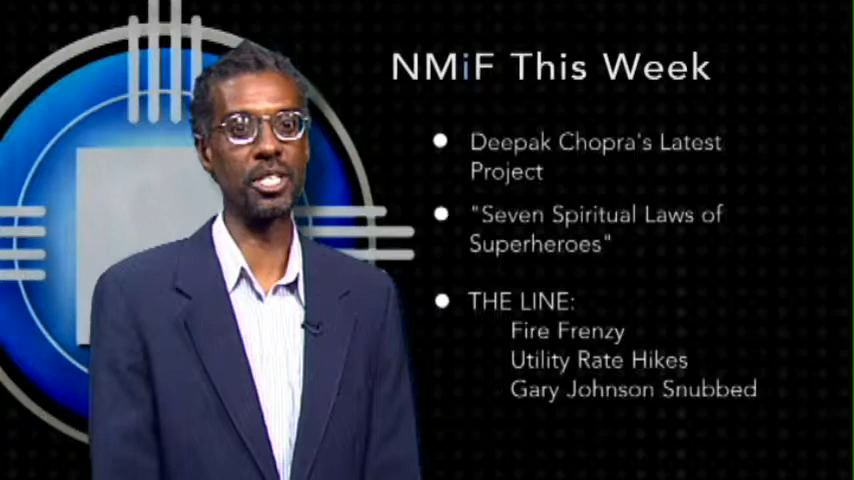 NMiF This Week
Deepak Chopra's Latest
Project
"Seven Spiritual Laws of
Superheroes"
THE LINE:
Fire Frenzy
Utility Rate Hikes
Gary Johnson Snubbed